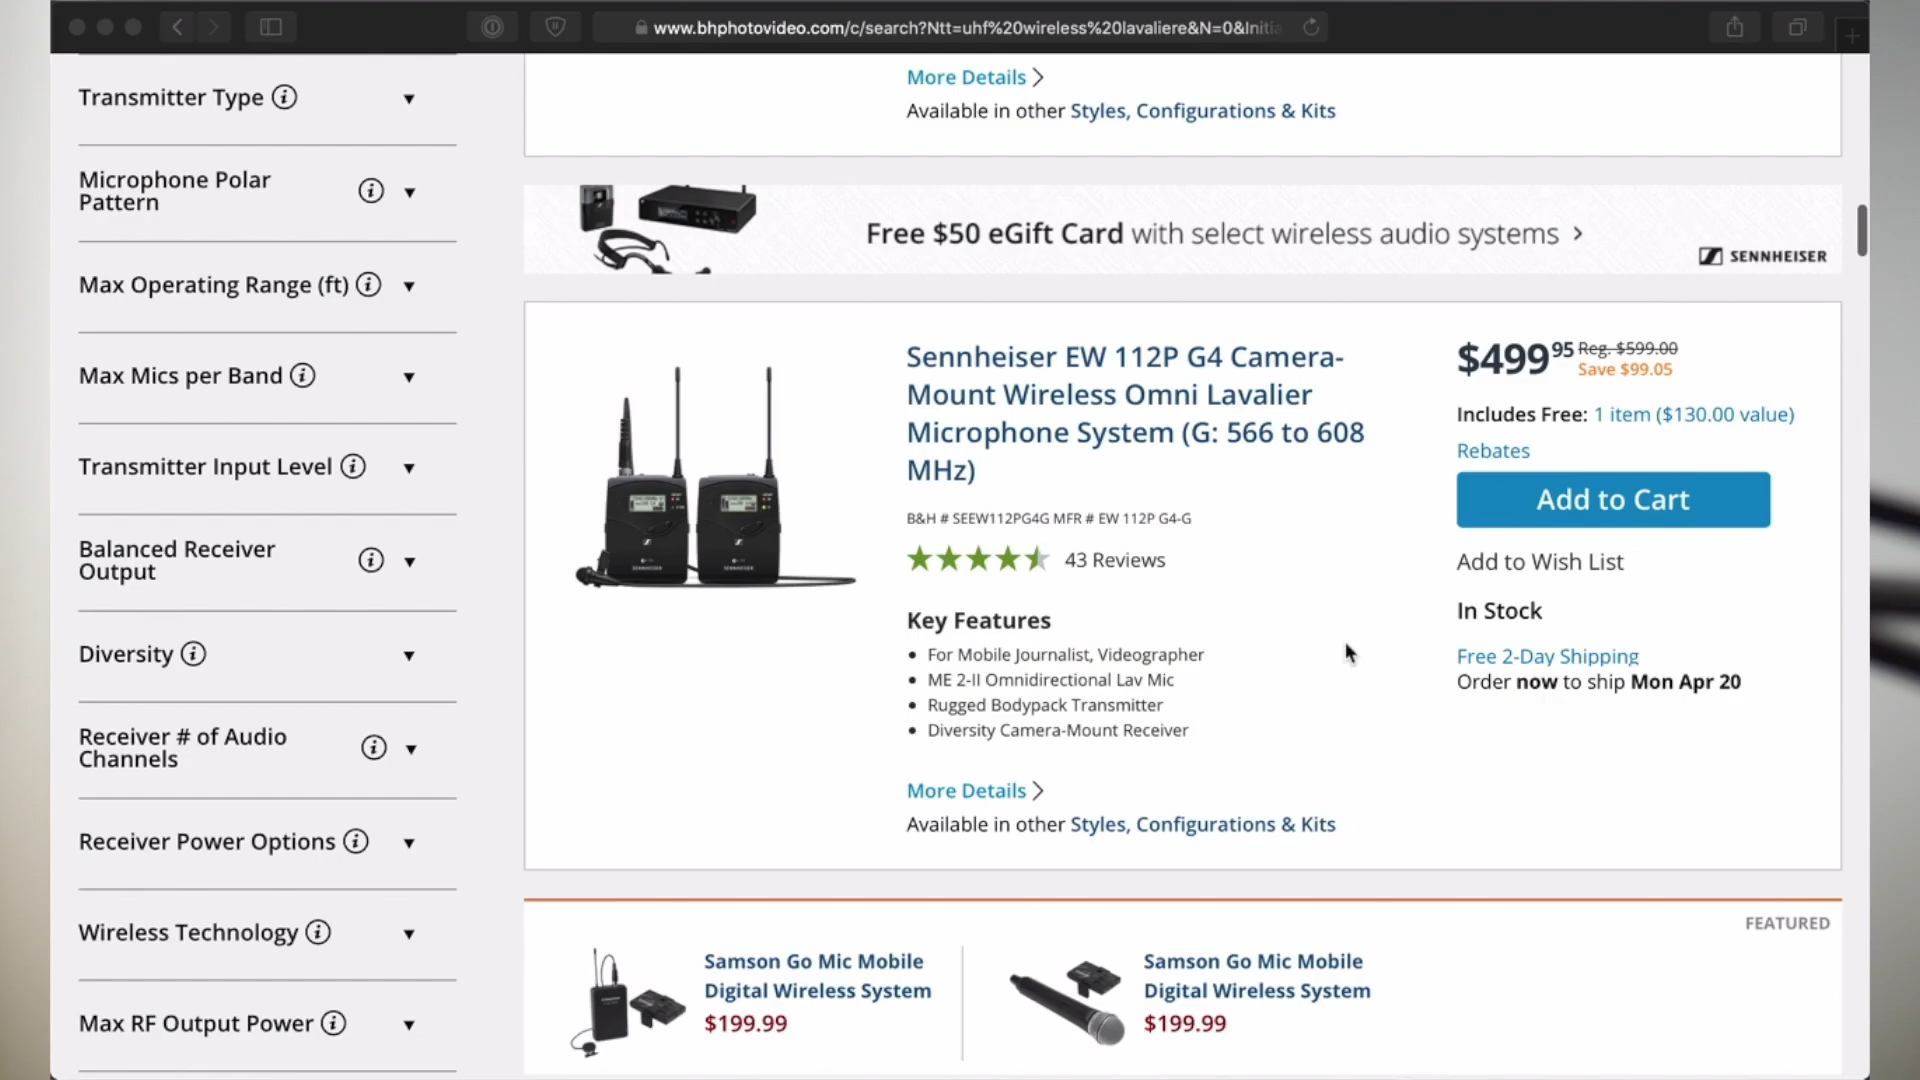 www.bhphotovideo.com/c/search?Ntt=uhf%20wireless%20lavaliere&N=0&Initia
Transmitter Type
Microphone Polar
Pattern
Max Operating Range (ft)
Max Mics per Band
Transmitter Input Level
Balanced Receiver
Output
Diversity
Receiver # of Audio
Channels
Receiver Power Options
Wireless Technology
Max RF Output Power
More Details
Available in other Styles, Configurations & Kits
Free $50 eGift Card with select wireless audio systems
SENNHEISER
Sennheiser EW 112P G4 Camera-
Mount Wireless Omni Lavalier
Microphone System (G: 566 to 608
MHz)
B&H # SEEW112PG4G MFR # EW 112P G4-G
43 Reviews
Key Features
• For Mobile Journalist, Videographer
• ME 2-II Omnidirectional Lav Mic
• Rugged Bodypack Transmitter
• Diversity Camera-Mount Receiver
More Details
Available in other Styles, Configurations & Kits
$499 95 Reg. $599.00
Save $99.05
Includes Free: 1 item ($130.00 value)
Rebates
Add to Cart
Add to Wish List
In Stock
Free 2-Day Shipping
Order now to ship Mon Apr 20
FEATURED
Samson Go Mic Mobile
Digital Wireless System
$199.99
Samson Go Mic Mobile
Digital Wireless System
$199.99